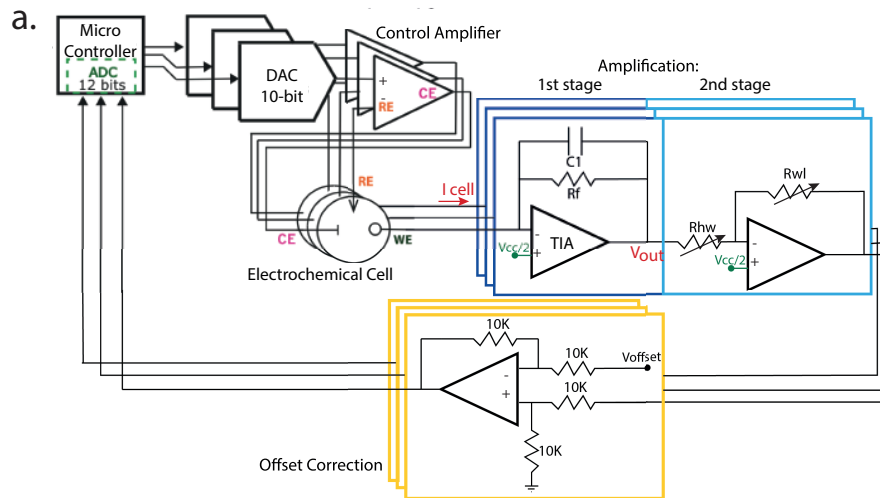 a.
Micro
Controller
ADC
12 bits
DAC
10-bit
Control Amplifier
+
-
RE
CE
Amplification:
1st stage
2nd stage
C1
Rf
I cell
RE
CE
WE
Electrochemical Cell
-
+
TIA
Vcc/2
Vout
Rhw
Rwl
-
+
Vcc/2
10K
10K
Voffset
-
+
10K
10K
Offset Correction